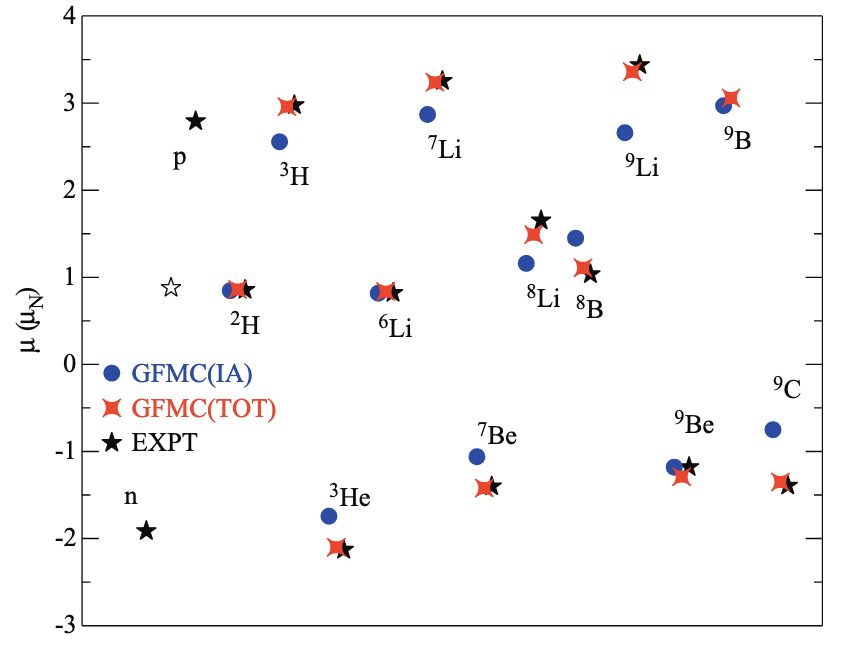 4
3
2
1
0
-1
-2
-3
μ (μN)
p
n
³H
²H
³He
⁷Li
⁶Li
⁷Be
⁸Li
⁸B
⁹Li
⁹B
⁹Be
⁹C
GFMC(IA)
GFMC(TOT)
EXPT